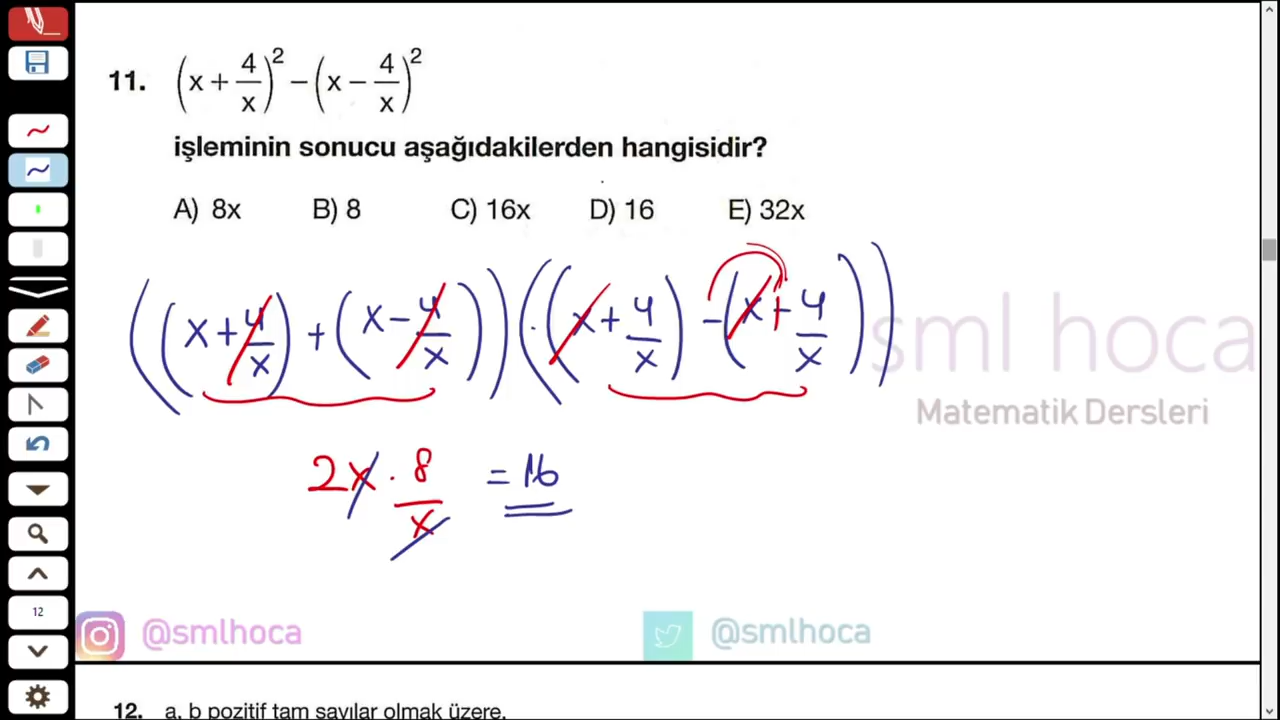 11. (x + 4/x)² − (x − 4/x)²
işleminin sonucu aşağıdakilerden hangisidir?
A) 8x B) 8 C) 16x D) 16 E) 32x
((x + 4/x) + (x − 4/x)) ((x + 4/x) − (x + 4/x))
sml hoca
Matematik Dersleri
2x · 8/x = 16
12
@smlhoca @smlhoca
12. a, b pozitif tam sayılar olmak üzere,